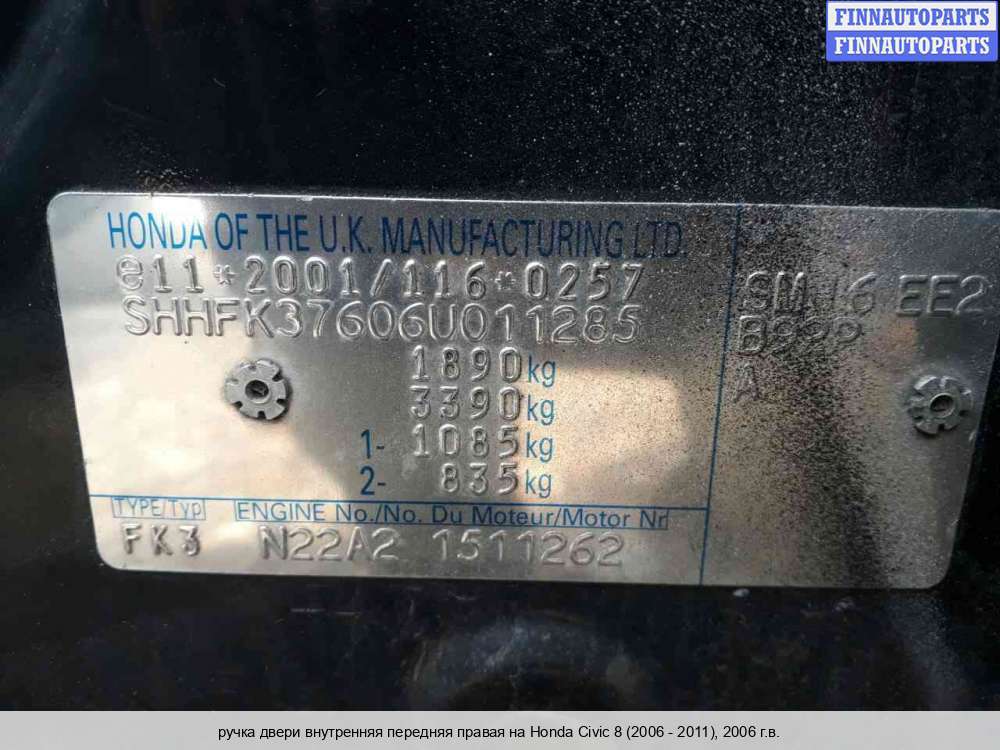 FINNAUTOPARTS
FINNAUTOPARTS
HONDA OF THE U.K. MANUFACTURING LTD.
e11*2001/116*0257
SHHFK37606U011285
1890kg
3390kg
1- 1085kg
2- 835kg
TYPE/Typ ENGINE No./No. Du Moteur/Motor Nr
FK3 N22A2 1511262
EE2
A
ручка двери внутренняя передняя правая на Honda Civic 8 (2006 - 2011), 2006 г.в.